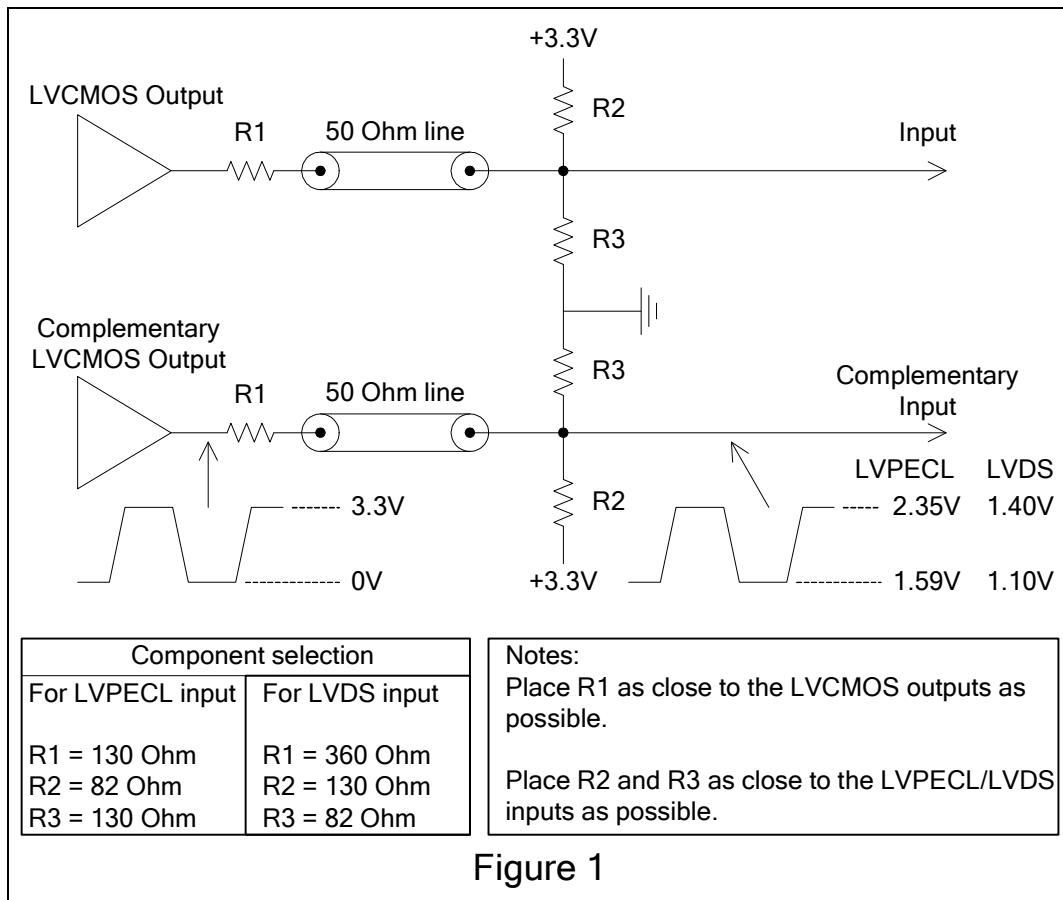 +3.3V
LVCMOS Output
R2
R1
50 Ohm line
Input
R3
Complementary
LVCMOS Output
R3
R1
50 Ohm line
Complementary
Input
LVPECL LVDS
R2
3.3V
2.35V 1.40V
0V
+3.3V
1.59V 1.10V
Component selection
For LVPECL input
R1 = 130 Ohm
R2 = 82 Ohm
R3 = 130 Ohm
For LVDS input
R1 = 360 Ohm
R2 = 130 Ohm
R3 = 82 Ohm
Notes:
Place R1 as close to the LVCMOS outputs as
possible.
Place R2 and R3 as close to the LVPECL/LVDS
inputs as possible.
Figure 1